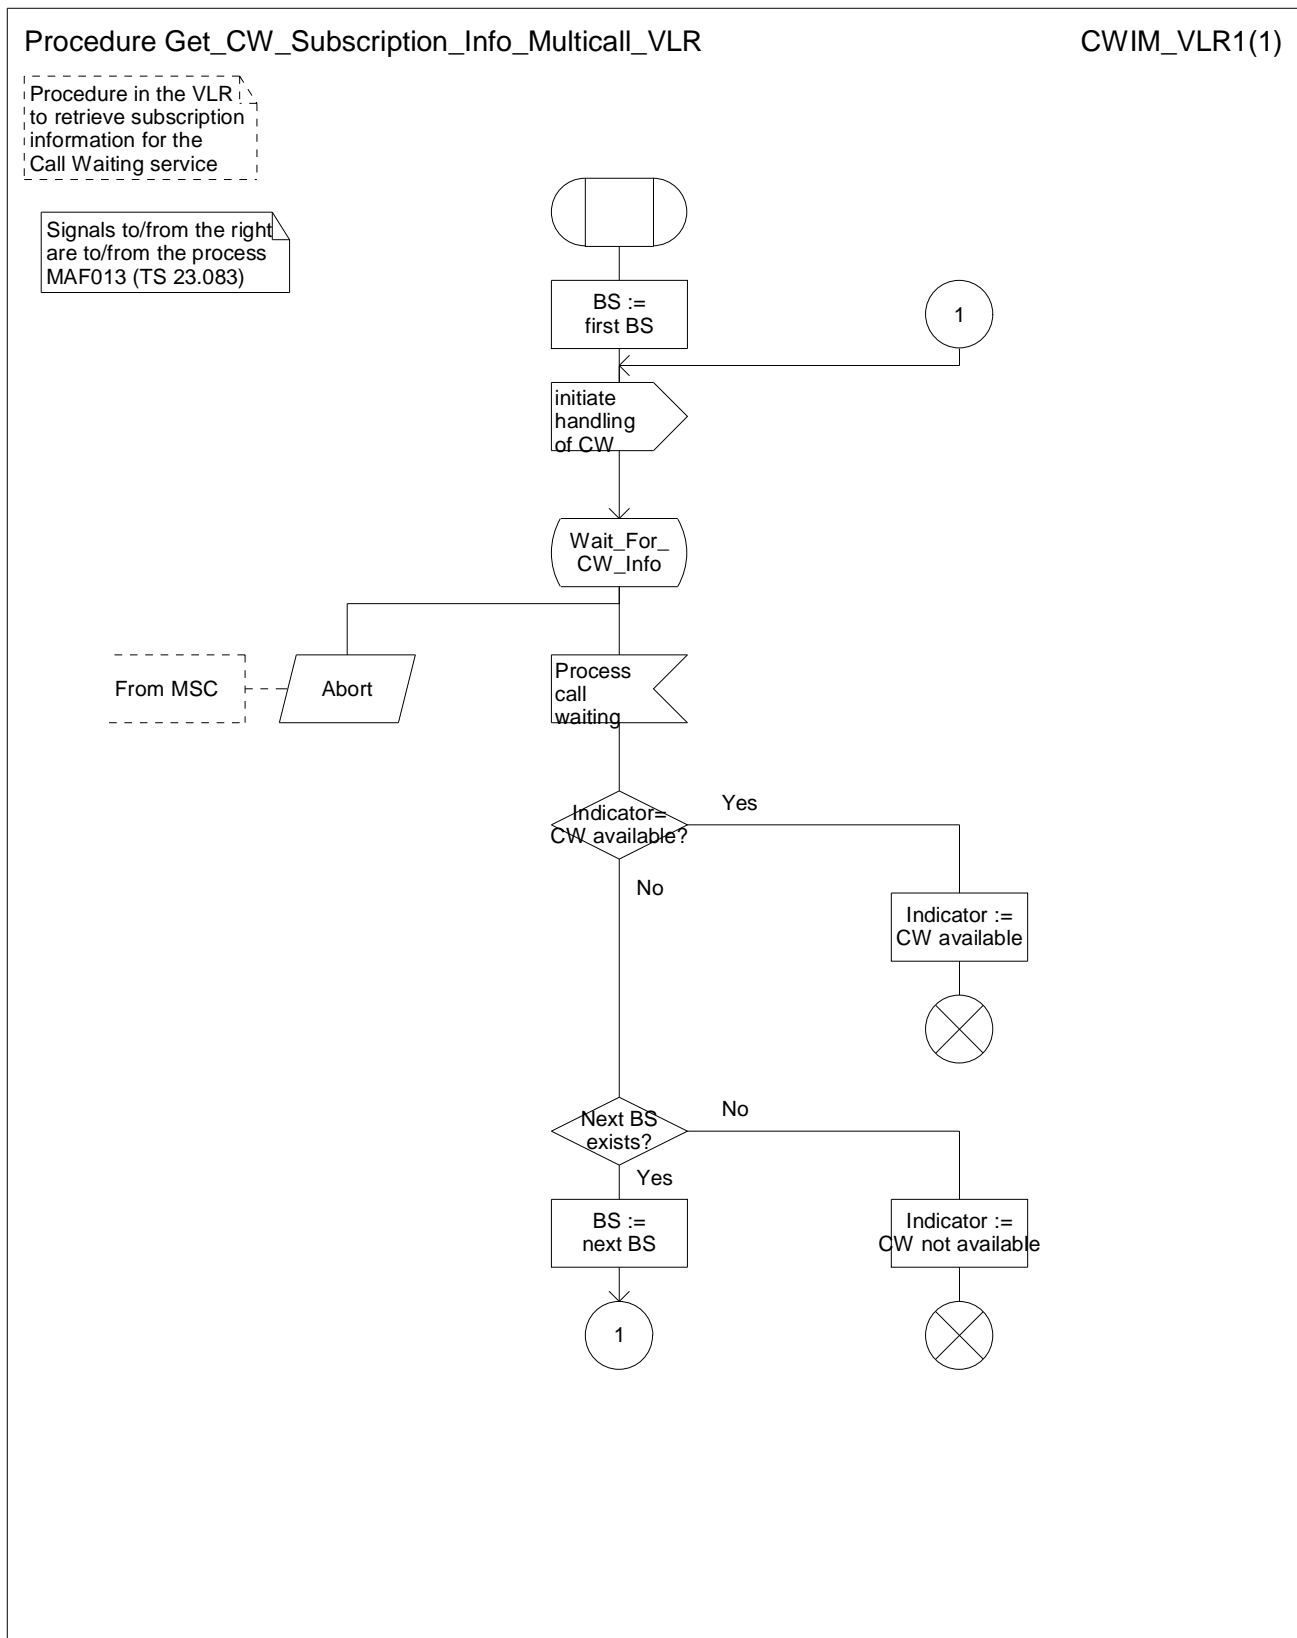 Procedure Get_CW_Subscription_Info_Multicall_VLR
CWIM_VLR1(1)
Procedure in the VLR
to retrieve subscription
information for the
Call Waiting service
Signals to/from the right
are to/from the process
MAF013 (TS 23.083)
BS :=
first BS
1
initiate
handling
of CW
Wait_For_
CW_Info
From MSC
Abort
Process
call
waiting
Indicator=
CW available?
Yes
No
Indicator :=
CW available
Next BS
exists?
No
Yes
BS :=
next BS
Indicator :=
CW not available
1